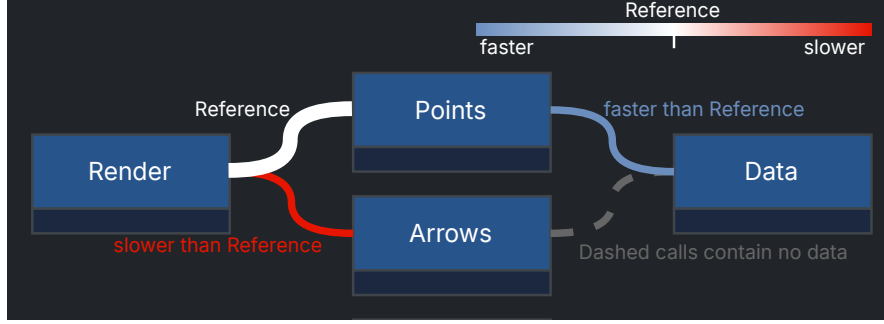 Reference
faster
slower
Reference
Points
faster than Reference
Render
Data
Arrows
slower than Reference
Dashed calls contain no data